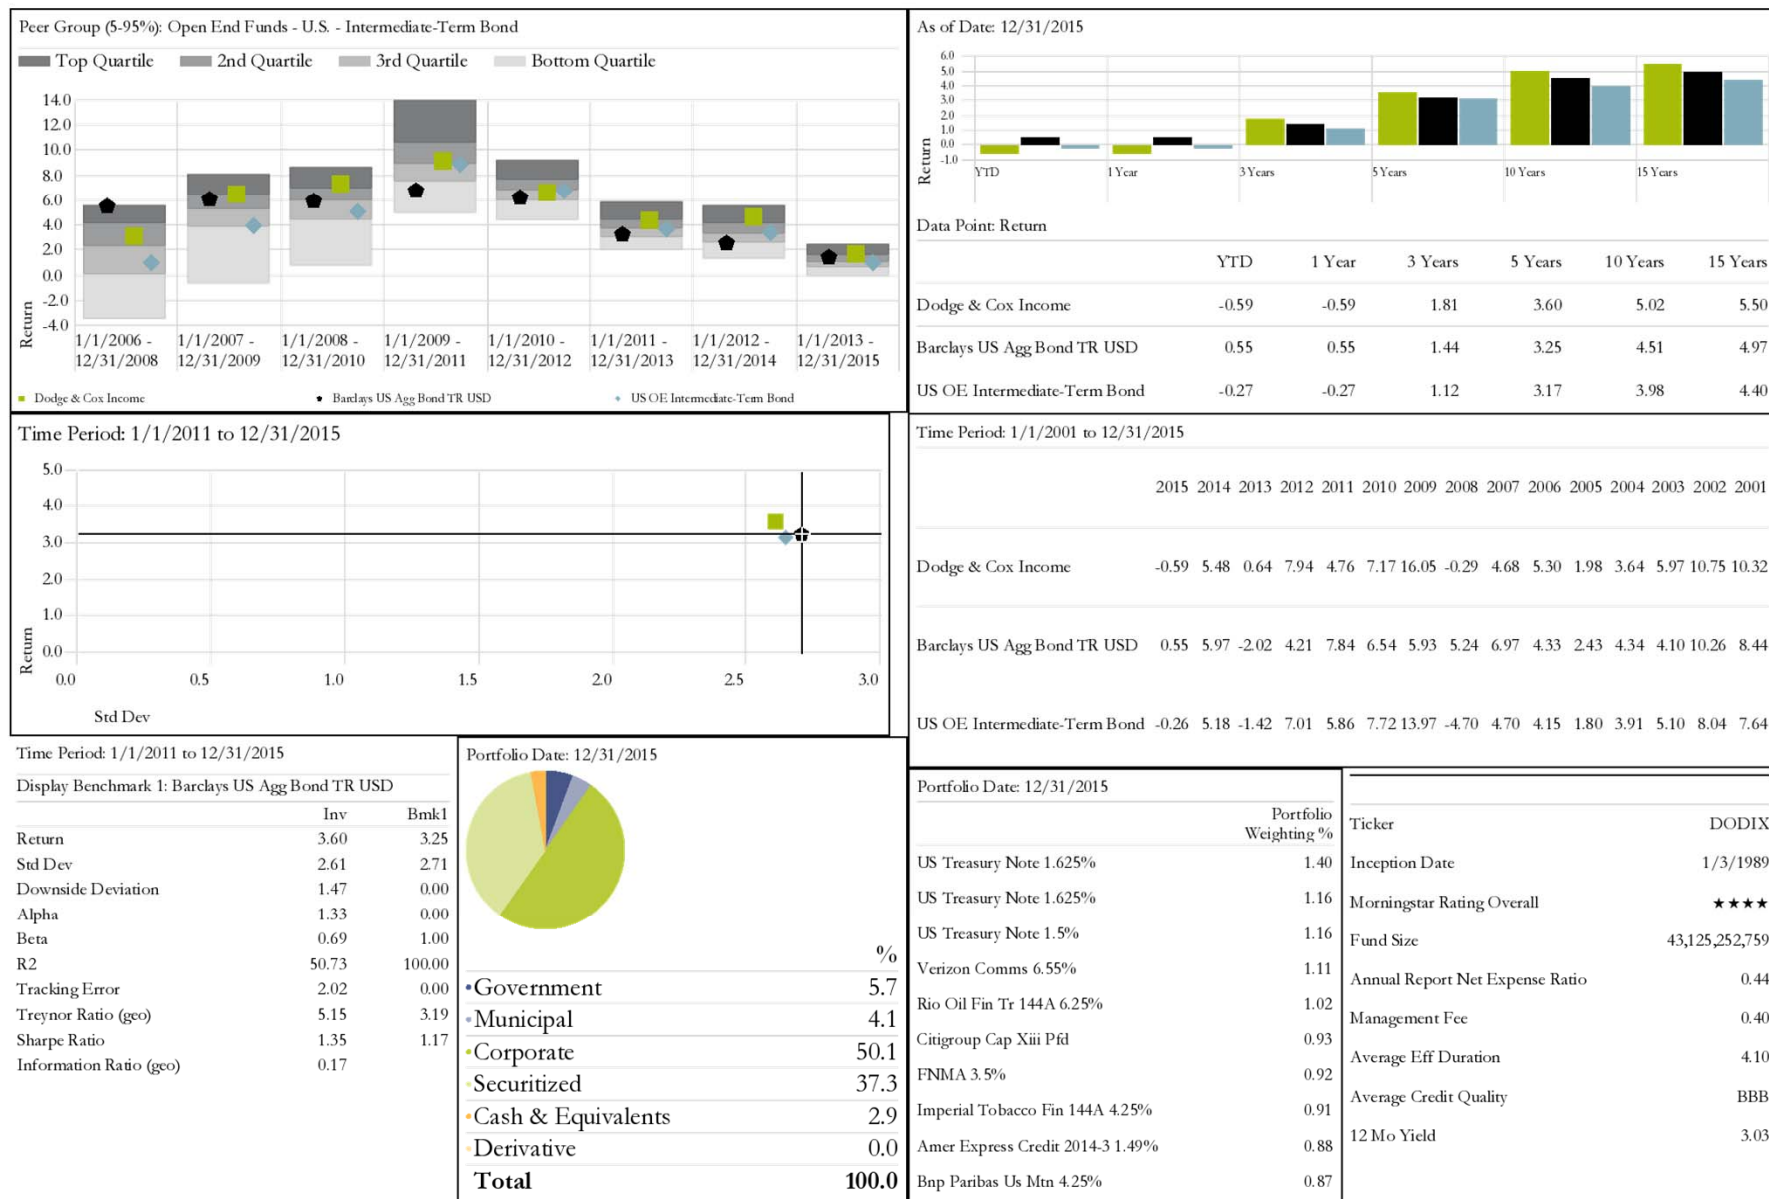 Peer Group (5-95%): Open End Funds - U.S. - Intermediate-Term Bond
Top Quartile 2nd Quartile 3rd Quartile Bottom Quartile
14.0
12.0
10.0
8.0
6.0
4.0
2.0
0.0
-2.0
-4.0
Return
1/1/2006 - 1/1/2007 - 1/1/2008 - 1/1/2009 - 1/1/2010 - 1/1/2011 - 1/1/2012 - 1/1/2013 -
12/31/2008 12/31/2009 12/31/2010 12/31/2011 12/31/2012 12/31/2013 12/31/2014 12/31/2015
Dodge & Cox Income Barclays US Agg Bond TR USD US OE Intermediate-Term Bond
As of Date: 12/31/2015
6.0
5.0
4.0
3.0
2.0
1.0
0.0
-1.0
Return
YTD 1 Year 3 Years 5 Years 10 Years 15 Years
Data Point: Return
YTD 1 Year 3 Years 5 Years 10 Years 15 Years
Dodge & Cox Income -0.59 -0.59 1.81 3.60 5.02 5.50
Barclays US Agg Bond TR USD 0.55 0.55 1.44 3.25 4.51 4.97
US OE Intermediate-Term Bond -0.27 -0.27 1.12 3.17 3.98 4.40
Time Period: 1/1/2011 to 12/31/2015
5.0
4.0
3.0
2.0
1.0
0.0
Return
0.0 0.5 1.0 1.5 2.0 2.5 3.0
Std Dev
Time Period: 1/1/2001 to 12/31/2015
2015 2014 2013 2012 2011 2010 2009 2008 2007 2006 2005 2004 2003 2002 2001
Dodge & Cox Income -0.59 5.48 0.64 7.94 4.76 7.17 16.05 -0.29 4.68 5.30 1.98 3.64 5.97 10.75 10.32
Barclays US Agg Bond TR USD 0.55 5.97 -2.02 4.21 7.84 6.54 5.93 5.24 6.97 4.33 2.43 4.34 4.10 10.26 8.44
US OE Intermediate-Term Bond -0.26 5.18 -1.42 7.01 5.86 7.72 13.97 -4.70 4.70 4.15 1.80 3.91 5.10 8.04 7.64
Time Period: 1/1/2011 to 12/31/2015
Display Benchmark 1: Barclays US Agg Bond TR USD
Inv Bmk1
Return 3.60 3.25
Std Dev 2.61 2.71
Downside Deviation 1.47 0.00
Alpha 1.33 0.00
Beta 0.69 1.00
R2 50.73 100.00
Tracking Error 2.02 0.00
Treynor Ratio (geo) 5.15 3.19
Sharpe Ratio 1.35 1.17
Information Ratio (geo) 0.17
Portfolio Date: 12/31/2015
%
Government 5.7
Municipal 4.1
Corporate 50.1
Securitized 37.3
Cash & Equivalents 2.9
Derivative 0.0
Total 100.0
Portfolio Date: 12/31/2015
Portfolio
Weighting %
US Treasury Note 1.625% 1.40
US Treasury Note 1.625% 1.16
US Treasury Note 1.5% 1.16
Verizon Comms 6.55% 1.11
Rio Oil Fin Tr 144A 6.25% 1.02
Citigroup Cap Xiii Pfd 0.93
FNMA 3.5% 0.92
Imperial Tobacco Fin 144A 4.25% 0.91
Amer Express Credit 2014-3 1.49% 0.88
Bnp Paribas Us Mtn 4.25% 0.87
Ticker DODIX
Inception Date 1/3/1989
Morningstar Rating Overall ★★★★
Fund Size 43,125,252,759
Annual Report Net Expense Ratio 0.44
Management Fee 0.40
Average Eff Duration 4.10
Average Credit Quality BBB
12 Mo Yield 3.03